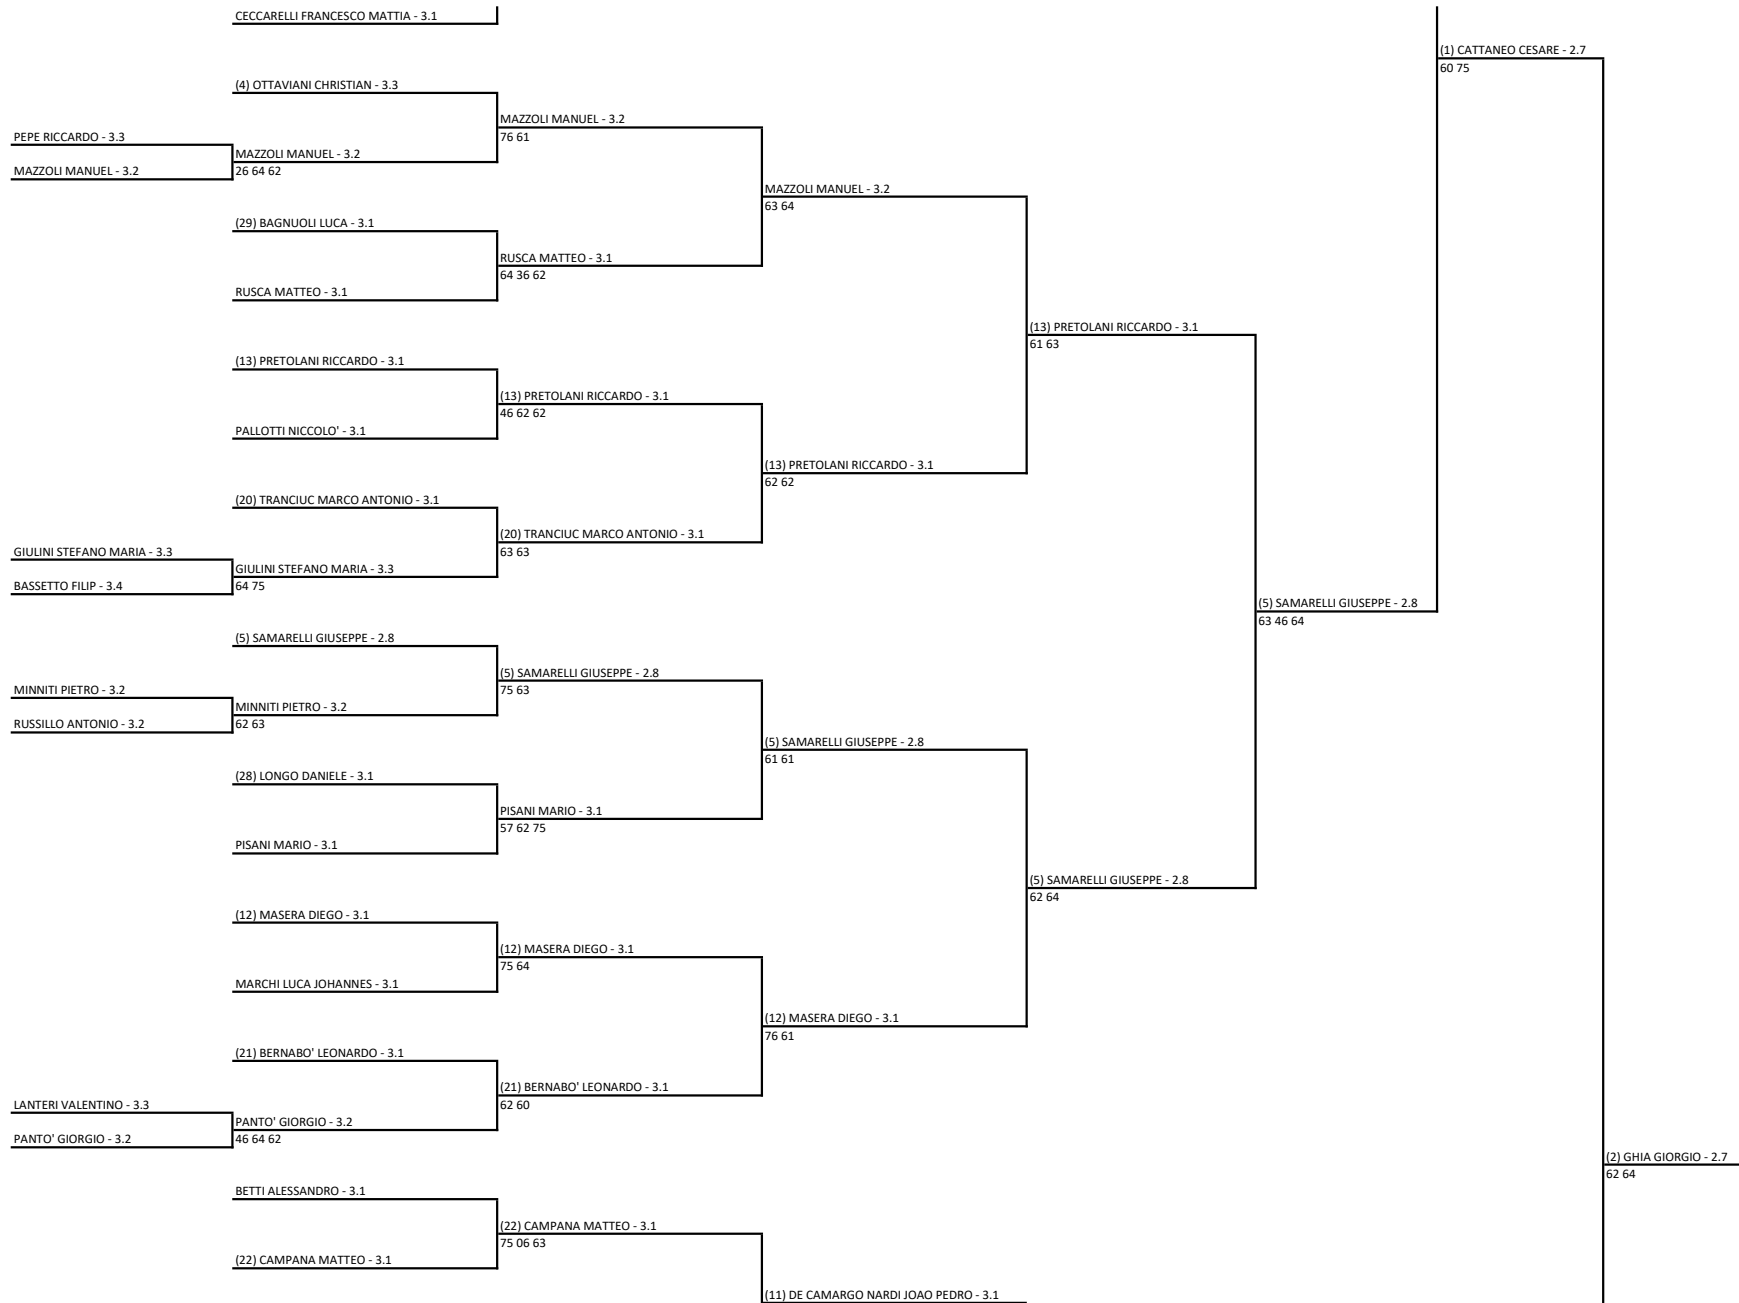 CECCARELLI FRANCESCO MATTIA - 3.1
(1) CATTANEO CESARE - 2.7
60 75
(4) OTTAVIANI CHRISTIAN - 3.3
MAZZOLI MANUEL - 3.2
76 61
PEPE RICCARDO - 3.3
MAZZOLI MANUEL - 3.2
MAZZOLI MANUEL - 3.2
26 64 62
MAZZOLI MANUEL - 3.2
63 64
(29) BAGNUOLI LUCA - 3.1
RUSCA MATTEO - 3.1
64 36 62
RUSCA MATTEO - 3.1
(13) PRETOLANI RICCARDO - 3.1
61 63
(13) PRETOLANI RICCARDO - 3.1
(13) PRETOLANI RICCARDO - 3.1
46 62 62
PALLOTTI NICCOLO' - 3.1
(13) PRETOLANI RICCARDO - 3.1
62 62
(20) TRANCIUC MARCO ANTONIO - 3.1
(20) TRANCIUC MARCO ANTONIO - 3.1
63 63
GIULINI STEFANO MARIA - 3.3
GIULINI STEFANO MARIA - 3.3
BASSETTO FILIP - 3.4
64 75
(5) SAMARELLI GIUSEPPE - 2.8
63 46 64
(5) SAMARELLI GIUSEPPE - 2.8
(5) SAMARELLI GIUSEPPE - 2.8
75 63
MINNITI PIETRO - 3.2
MINNITI PIETRO - 3.2
RUSSILLO ANTONIO - 3.2
62 63
(5) SAMARELLI GIUSEPPE - 2.8
61 61
(28) LONGO DANIELE - 3.1
PISANI MARIO - 3.1
57 62 75
PISANI MARIO - 3.1
(5) SAMARELLI GIUSEPPE - 2.8
62 64
(12) MASERA DIEGO - 3.1
(12) MASERA DIEGO - 3.1
75 64
MARCHI LUCA JOHANNES - 3.1
(12) MASERA DIEGO - 3.1
76 61
(21) BERNABO' LEONARDO - 3.1
(21) BERNABO' LEONARDO - 3.1
62 60
LANTERI VALENTINO - 3.3
PANTO' GIORGIO - 3.2
PANTO' GIORGIO - 3.2
46 64 62
(2) GHIA GIORGIO - 2.7
62 64
BETTI ALESSANDRO - 3.1
(22) CAMPANA MATTEO - 3.1
75 06 63
(22) CAMPANA MATTEO - 3.1
(11) DE CAMARGO NARDI JOAO PEDRO - 3.1